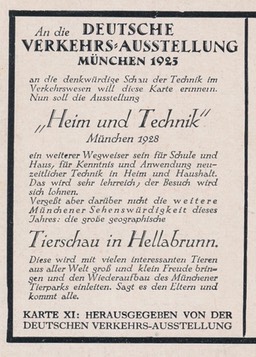 An die DEUTSCHE
VERKEHRS-AUSSTELLUNG
MÜNCHEN 1925
an die denkwürdige Schau der Technik im
Verkehrswesen will diese Karte erinnern.
Nun soll die Ausstellung
„Heim und Technik“
München 1928
ein weiterer Wegweiser sein für Schule und
Haus, für Kenntnis und Anwendung neu-
zeitlicher Technik in Heim und Haushalt.
Das wird sehr lehrreich; der Besuch wird
sich lohnen.
Vergeßt aber darüber nicht die weitere
Münchener Sehenswürdigkeit dieses
Jahres: die große geographische
Tierschau in Hellabrunn.
Diese wird mit vielen interessanten Tieren
aus aller Welt groß und klein Freude brin-
gen und den Wiederaufbau des Münchener
Tierparks einleiten. Sagt es den Eltern und
kommt alle.
KARTE XI: HERAUSGEGEBEN VON DER
DEUTSCHEN VERKEHRS-AUSSTELLUNG